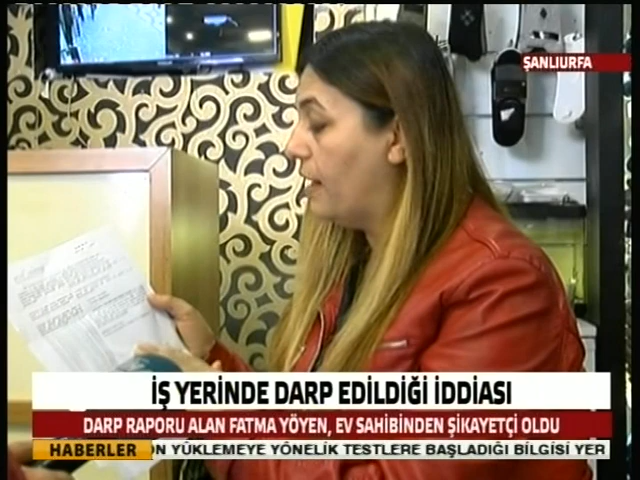 ŞANLIURFA
İŞ YERİNDE DARP EDİLDİĞİ İDDİASI
DARP RAPORU ALAN FATMA YÖYEN, EV SAHİBİNDEN ŞİKAYETÇİ OLDU
HABERLER ON YÜKLEMEYE YÖNELİK TESTLERE BAŞLADIĞI BİLGİSİ YER